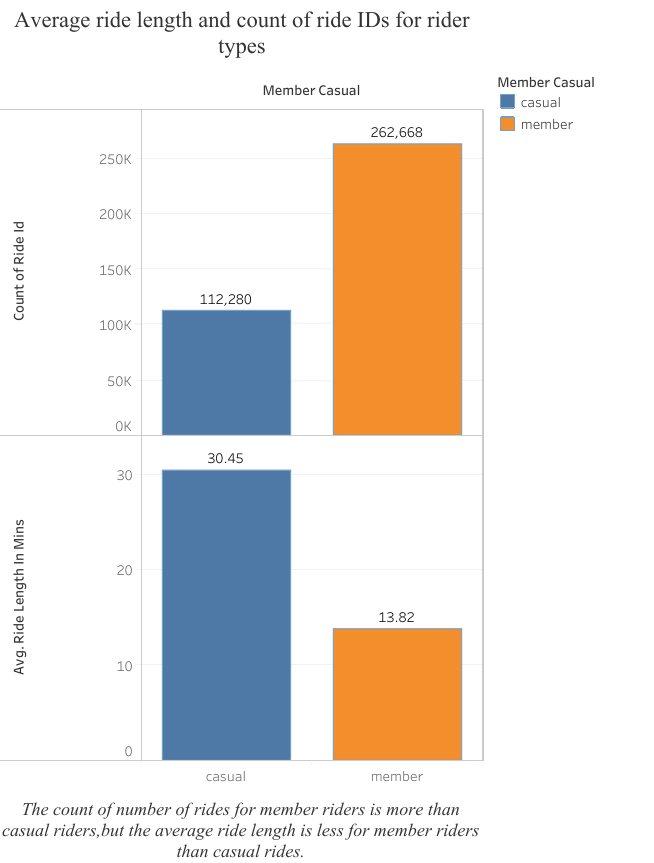 Average ride length and count of ride IDs for rider
types
Member Casual
Member Casual
casual
member
262,668
250K
200K
150K
112,280
100K
50K
0K
Count of Ride Id
30.45
30
20
13.82
10
0
Avg. Ride Length In Mins
casual
member
The count of number of rides for member riders is more than
casual riders,but the average ride length is less for member riders
than casual rides.